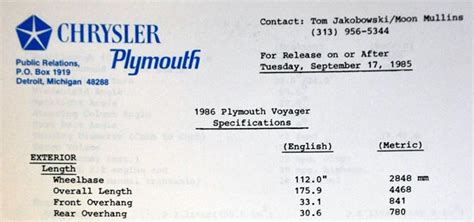 CHRYSLER
Plymouth
Public Relations,
P.O. Box 1919
Detroit, Michigan 48288
Contact: Tom Jakobowski/Moon Mullins
(313) 956-5344
For Release on or After
Tuesday, September 17, 1985
1986 Plymouth Voyager
Specifications
(English) (Metric)
EXTERIOR
Length
Wheelbase 112.0" 2848 mm
Overall Length 175.9 4468
Front Overhang 33.1 841
Rear Overhang 30.6 780